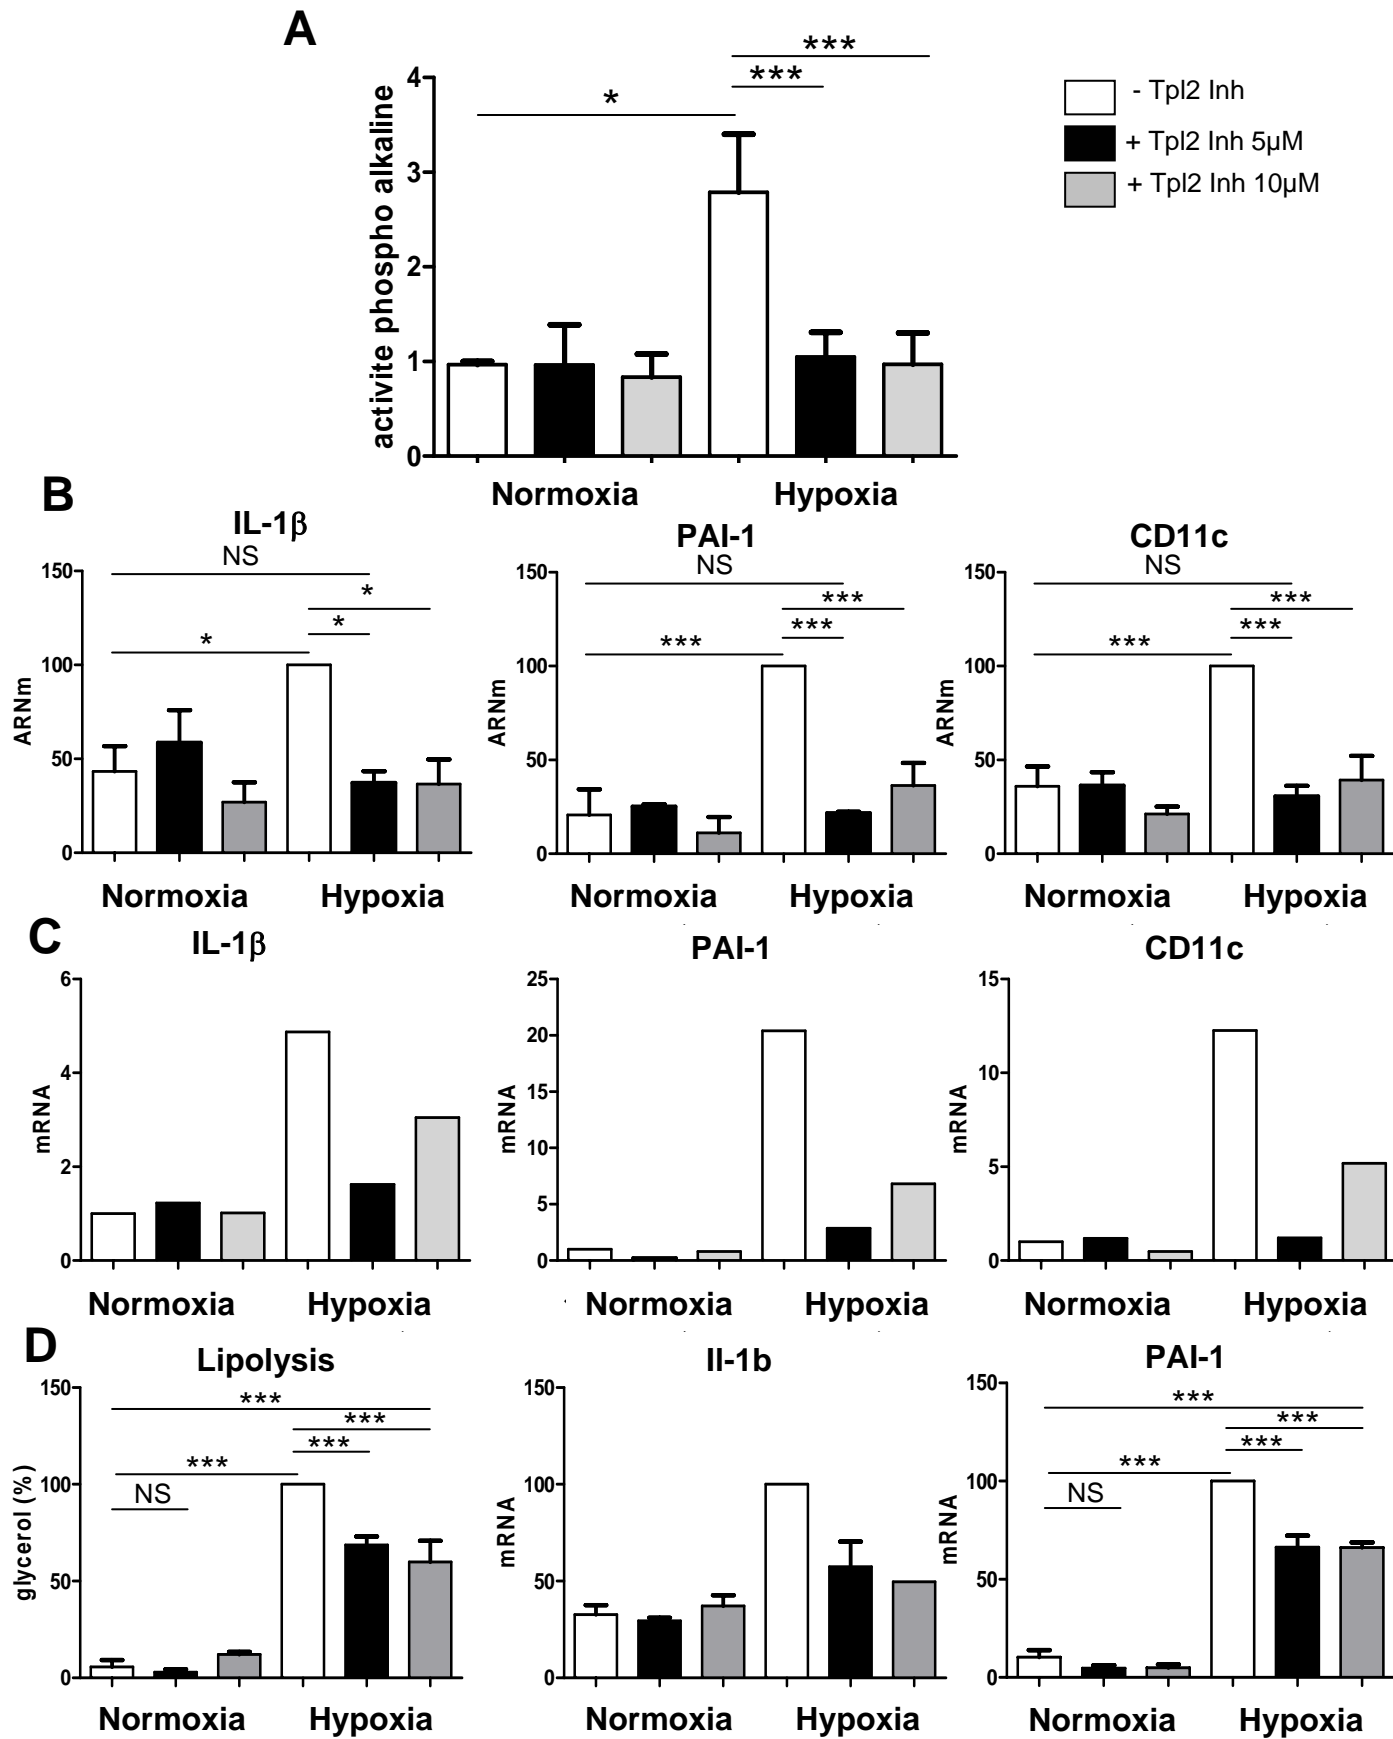 A
activite phospho alkaline
4
3
2
1
0
*
***
***
Normoxia Hypoxia
- Tpl2 Inh
+ Tpl2 Inh 5µM
+ Tpl2 Inh 10µM
B
IL-1β
NS
*
*
*
ARNm
150
100
50
0
Normoxia Hypoxia
PAI-1
NS
***
***
***
ARNm
150
100
50
0
Normoxia Hypoxia
CD11c
NS
***
***
***
ARNm
150
100
50
0
Normoxia Hypoxia
C
IL-1β
mRNA
6
4
2
0
Normoxia Hypoxia
PAI-1
mRNA
25
20
15
10
5
0
Normoxia Hypoxia
CD11c
mRNA
15
10
5
0
Normoxia Hypoxia
D
Lipolysis
***
***
***
***
NS
glycerol (%)
150
100
50
0
Normoxia Hypoxia
Il-1b
mRNA
150
100
50
0
Normoxia Hypoxia
PAI-1
***
***
***
***
NS
mRNA
150
100
50
0
Normoxia Hypoxia